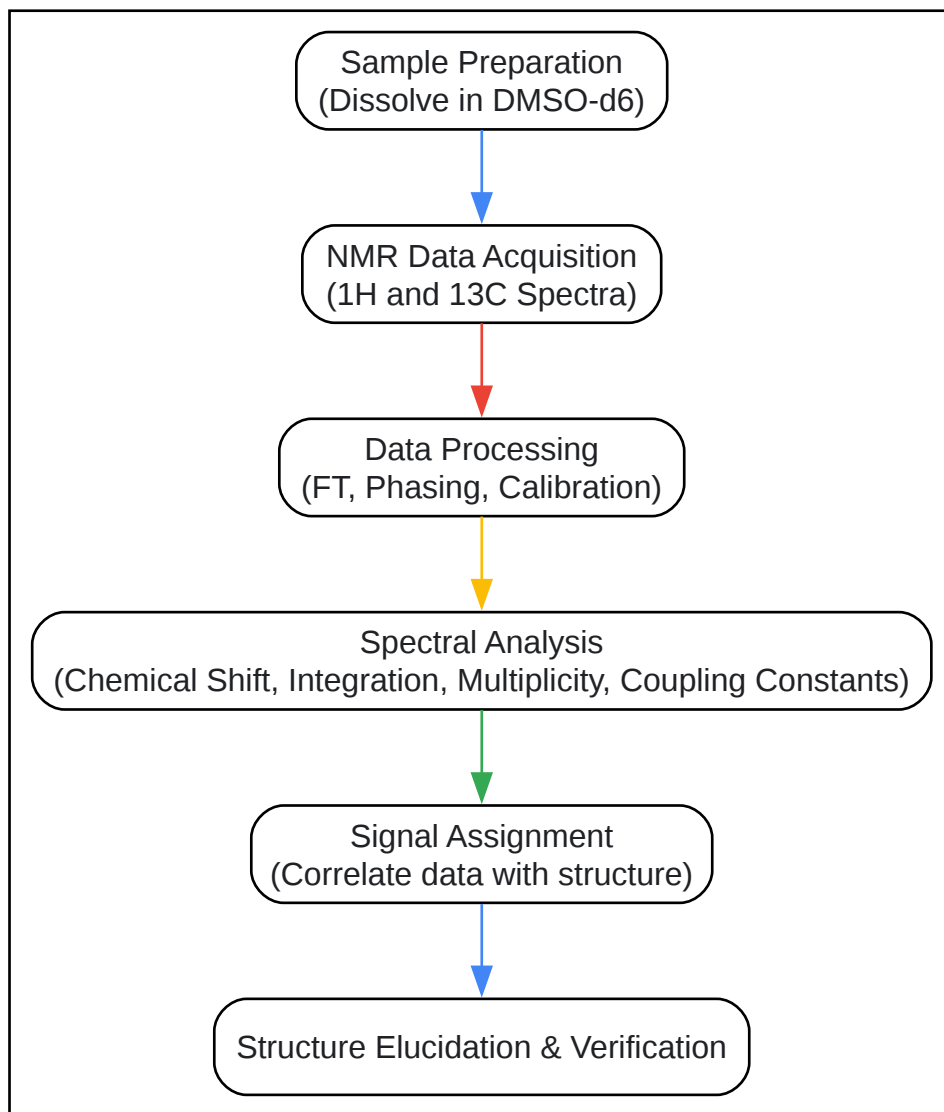 Sample Preparation
(Dissolve in DMSO-d6)
NMR Data Acquisition
(1H and 13C Spectra)
Data Processing
(FT, Phasing, Calibration)
Spectral Analysis
(Chemical Shift, Integration, Multiplicity, Coupling Constants)
Signal Assignment
(Correlate data with structure)
Structure Elucidation & Verification